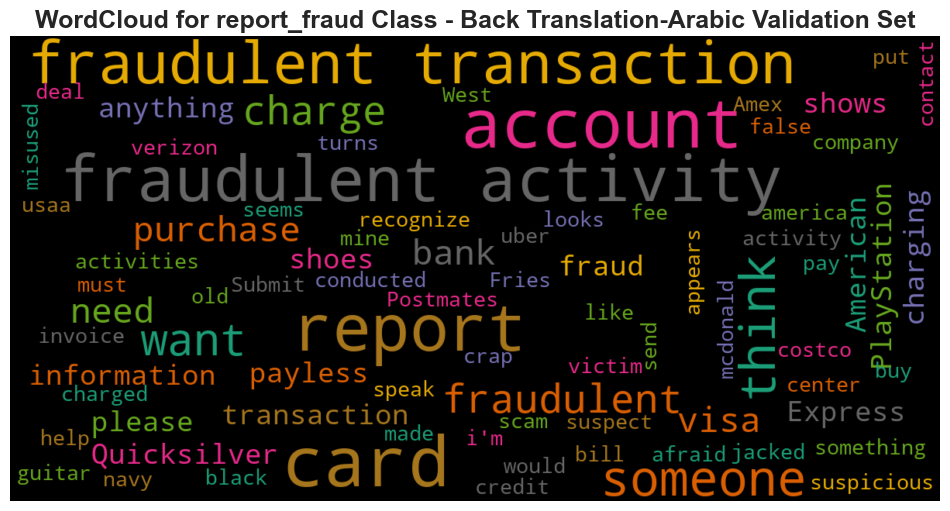 WordCloud for report_fraud Class - Back Translation-Arabic Validation Set
fraudulent transaction
put
contact
deal
anything
charge
West
account
Amex
shows
misused
verizon
turns
false
company
fraudulent activity
usaa
seems
recognize
looks
fee
america
American
PlayStation
charging
purchase
mine
bank
uber
activity
appears
activities
shoes
conducted
Fries
fraud
think
pay
must
old
Submit
Postmates
need
report
like
send
mcdonald
invoice
want
crap
victim
costco
information
payless
speak
center
buy
charged
fraudulent
visa
Express
please
transaction
made
scam
suspect
help
Quicksilver
card
i'm
would
bill
afraid
jacked
something
guitar
navy
black
credit
someone
suspicious